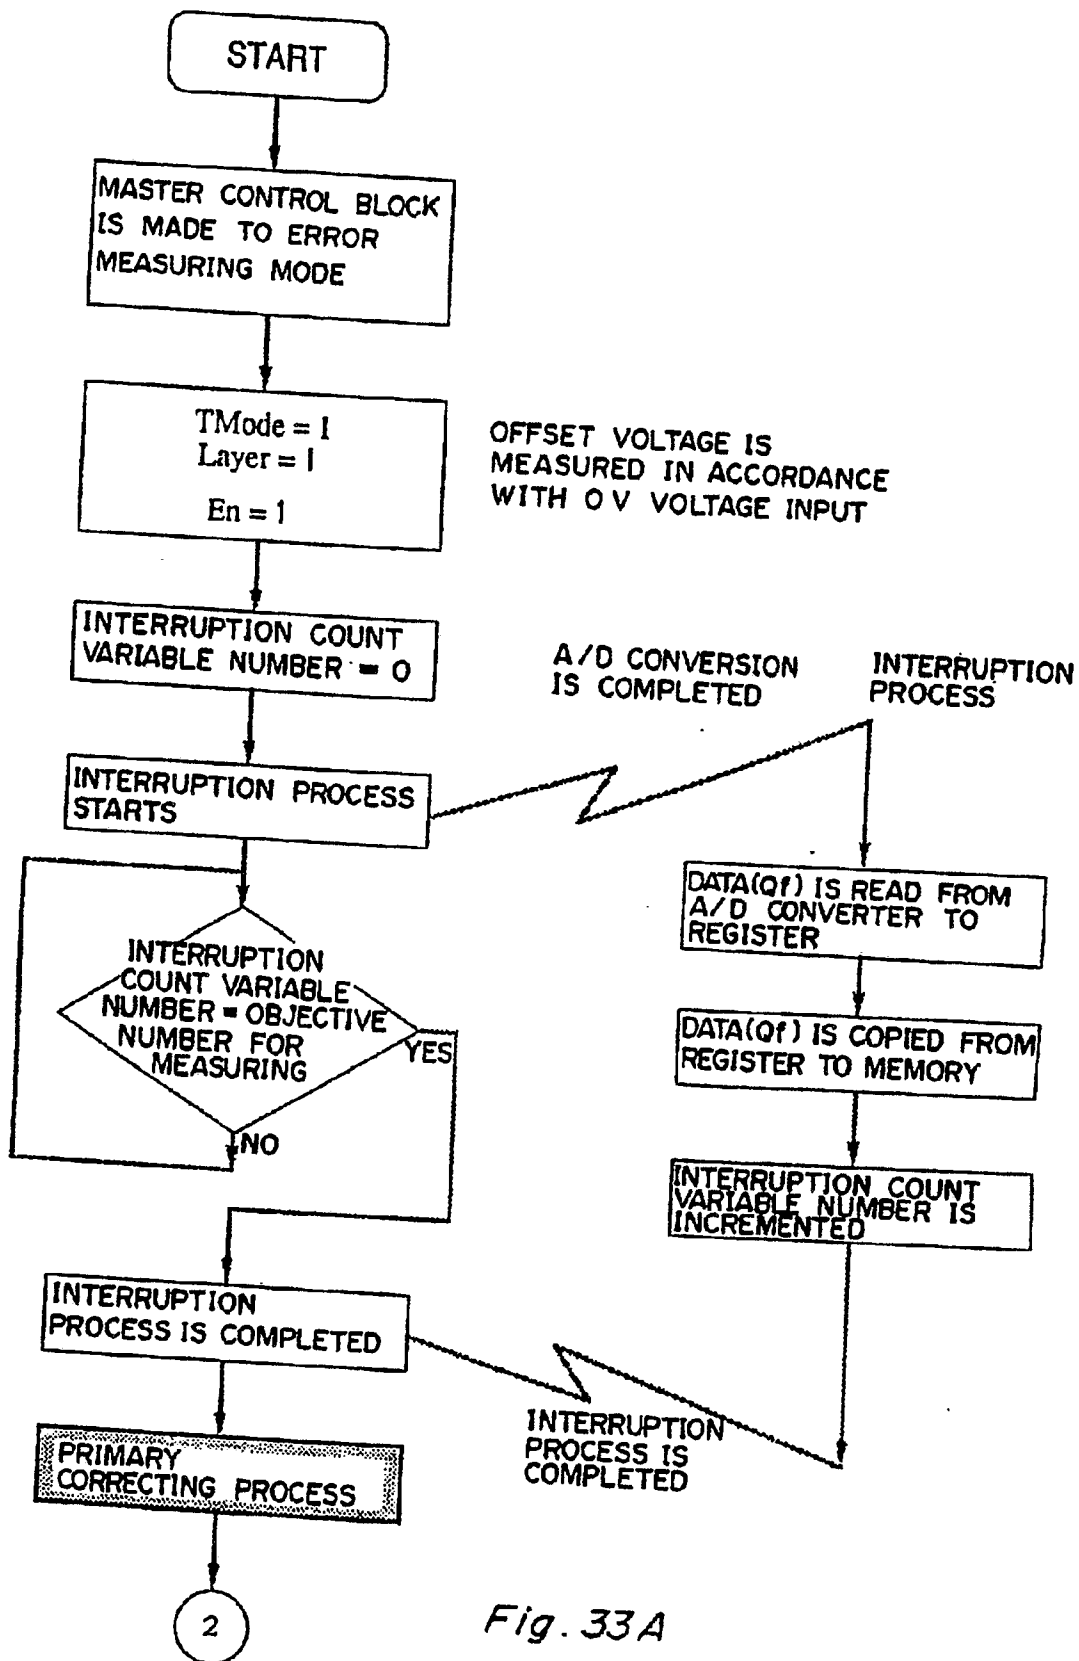 START
MASTER CONTROL BLOCK
IS MADE TO ERROR
MEASURING MODE
TMode = 1
Layer = 1
En = 1
OFFSET VOLTAGE IS
MEASURED IN ACCORDANCE
WITH 0 V VOLTAGE INPUT
INTERRUPTION COUNT
VARIABLE NUMBER = 0
INTERRUPTION PROCESS
STARTS
A/D CONVERSION
IS COMPLETED
INTERRUPTION
PROCESS
INTERRUPTION
COUNT VARIABLE
NUMBER = OBJECTIVE
NUMBER FOR
MEASURING
YES
NO
DATA(Qf) IS READ FROM
A/D CONVERTER TO
REGISTER
DATA(Qf) IS COPIED FROM
REGISTER TO MEMORY
INTERRUPTION COUNT
VARIABLE NUMBER IS
INCREMENTED
INTERRUPTION
PROCESS IS COMPLETED
INTERRUPTION
PROCESS IS
COMPLETED
PRIMARY
CORRECTING PROCESS
2
Fig. 33A